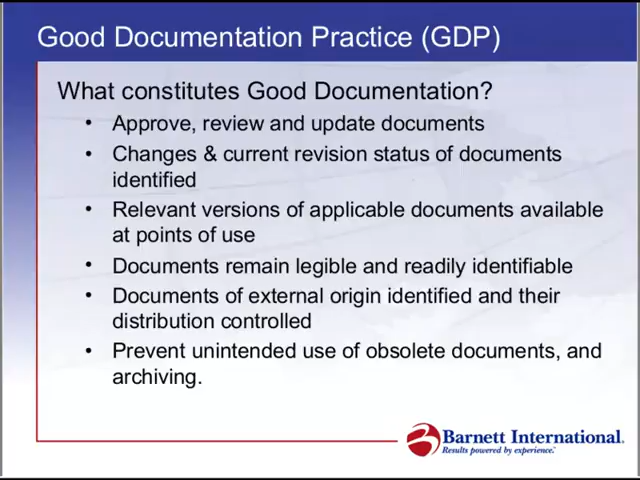 Good Documentation Practice (GDP)
What constitutes Good Documentation?
• Approve, review and update documents
• Changes & current revision status of documents
identified
• Relevant versions of applicable documents available
at points of use
• Documents remain legible and readily identifiable
• Documents of external origin identified and their
distribution controlled
• Prevent unintended use of obsolete documents, and
archiving.
Barnett International.
Results powered by experience.™